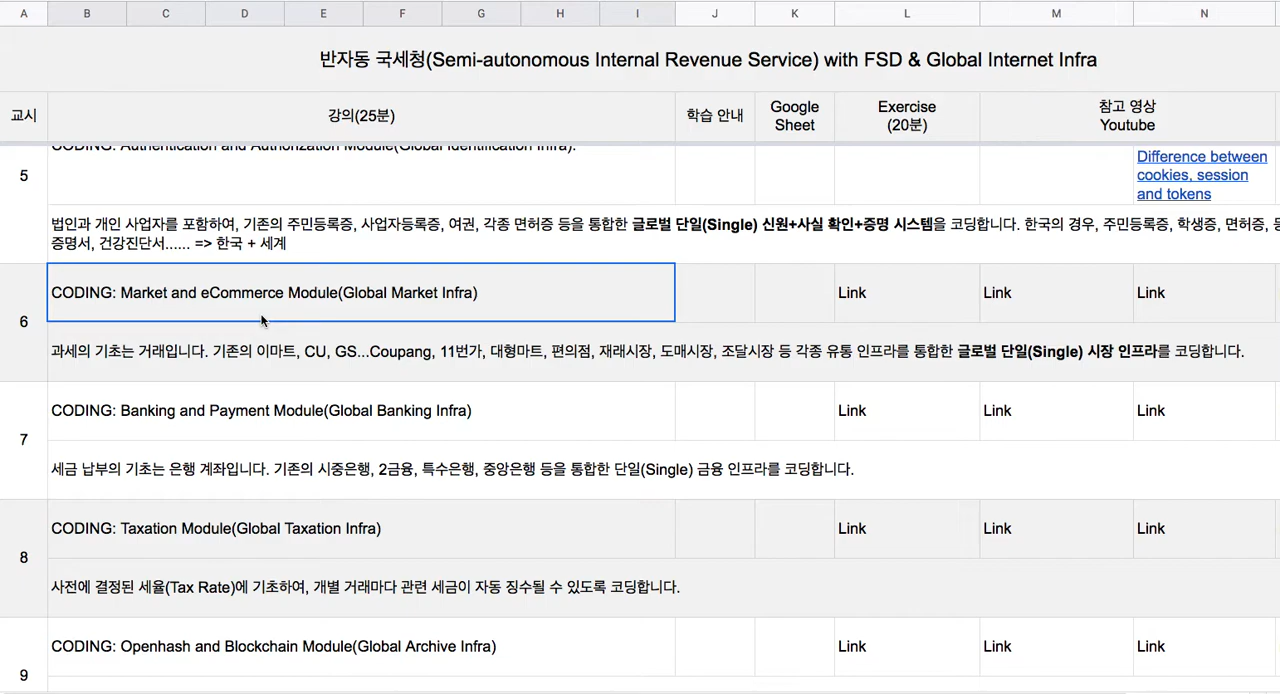 A B C D E F G H I J K L M N
반자동 국세청(Semi-autonomous Internal Revenue Service) with FSD & Global Internet Infra
교시 강의(25분) 학습 안내 Google Sheet Exercise (20분) 참고 영상 Youtube
CODING: Authentication and Authorization Module(Global Identification Infra).
5
Difference between
cookies, session
and tokens
법인과 개인 사업자를 포함하여, 기존의 주민등록증, 사업자등록증, 여권, 각종 면허증 등을 통합한 글로벌 단일(Single) 신원+사실 확인+증명 시스템을 코딩합니다. 한국의 경우, 주민등록증, 학생증, 면허증,
증명서, 건강진단서...... => 한국 + 세계
6
CODING: Market and eCommerce Module(Global Market Infra) Link Link Link
과세의 기초는 거래입니다. 기존의 이마트, CU, GS...Coupang, 11번가, 대형마트, 편의점, 재래시장, 도매시장, 조달시장 등 각종 유통 인프라를 통합한 글로벌 단일(Single) 시장 인프라를 코딩합니다.
7
CODING: Banking and Payment Module(Global Banking Infra) Link Link Link
세금 납부의 기초는 은행 계좌입니다. 기존의 시중은행, 2금융, 특수은행, 중앙은행 등을 통합한 단일(Single) 금융 인프라를 코딩합니다.
8
CODING: Taxation Module(Global Taxation Infra) Link Link Link
사전에 결정된 세율(Tax Rate)에 기초하여, 개별 거래마다 관련 세금이 자동 징수될 수 있도록 코딩합니다.
9
CODING: Openhash and Blockchain Module(Global Archive Infra) Link Link Link